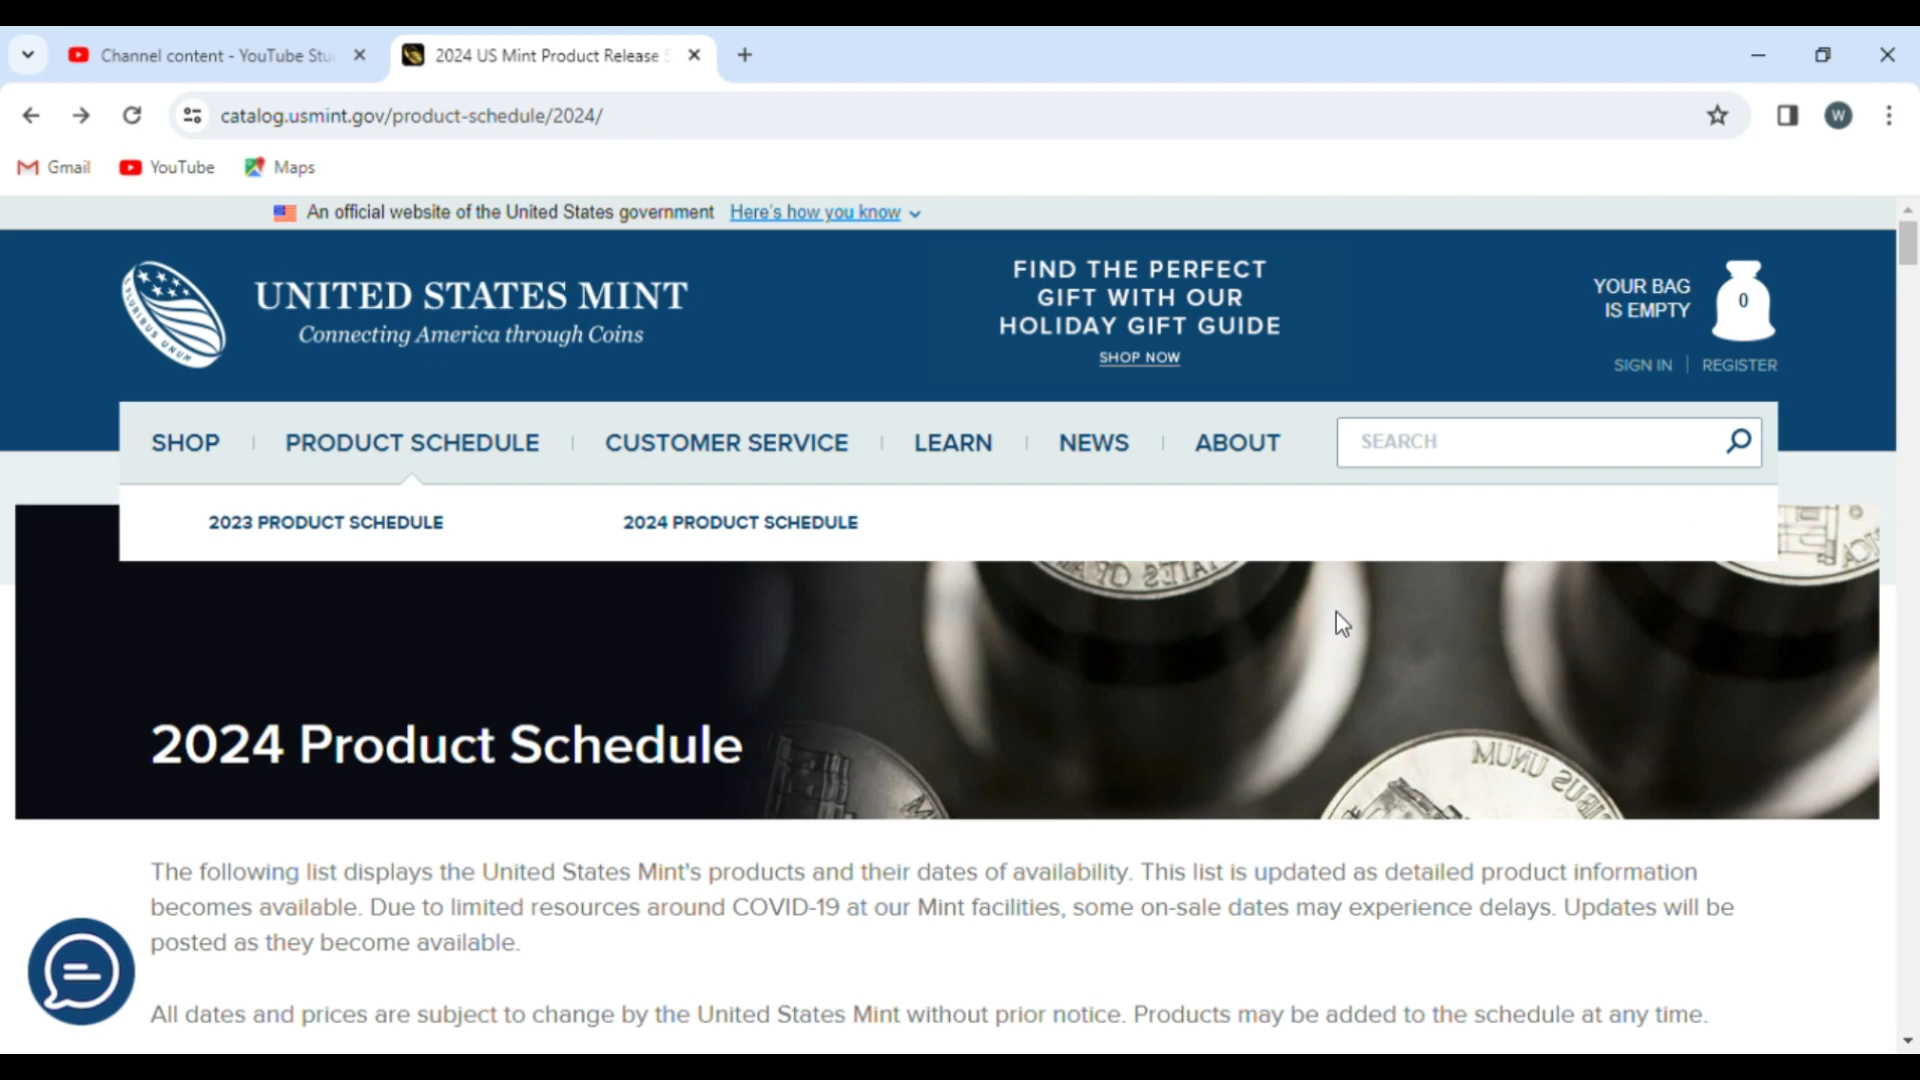 Channel content - YouTube Stu
2024 US Mint Product Release S
catalog.usmint.gov/product-schedule/2024/
W
Gmail
YouTube
Maps
An official website of the United States government Here's how you know
UNITED STATES MINT
Connecting America through Coins
PLURIBUS UNUM
FIND THE PERFECT
GIFT WITH OUR
HOLIDAY GIFT GUIDE
SHOP NOW
YOUR BAG
IS EMPTY
0
SIGN IN | REGISTER
SHOP | PRODUCT SCHEDULE | CUSTOMER SERVICE | LEARN | NEWS | ABOUT
SEARCH
2023 PRODUCT SCHEDULE
2024 PRODUCT SCHEDULE
2024 Product Schedule
The following list displays the United States Mint's products and their dates of availability. This list is updated as detailed product information
becomes available. Due to limited resources around COVID-19 at our Mint facilities, some on-sale dates may experience delays. Updates will be
posted as they become available.
All dates and prices are subject to change by the United States Mint without prior notice. Products may be added to the schedule at any time.